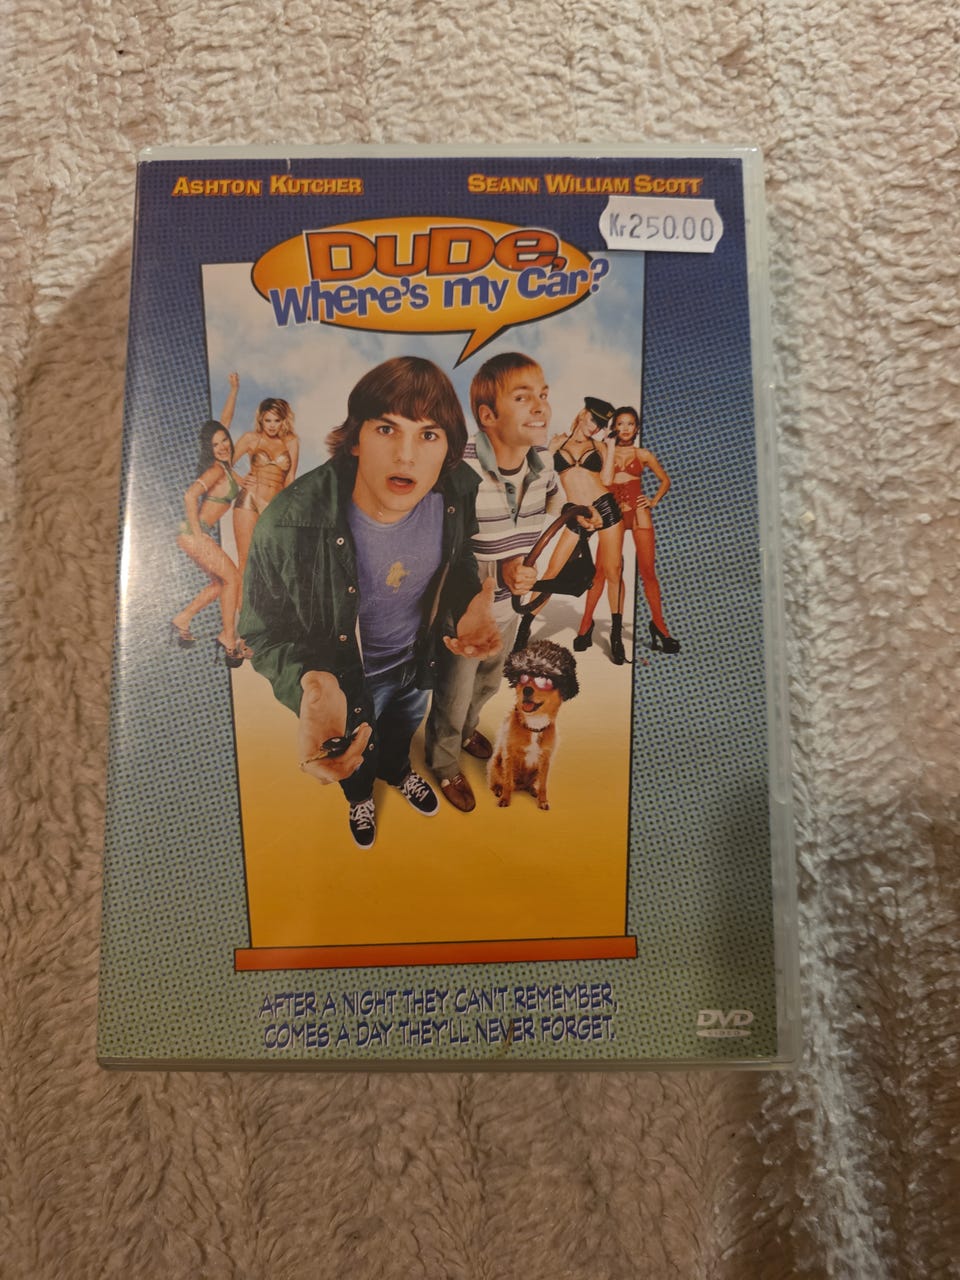 ASHTON KUTCHER
SEANN WILLIAM SCOTT
Kr250.00
DUDE,
WHERE'S MY CAR?
AFTER A NIGHT THEY CAN'T REMEMBER,
COMES A DAY THEY'LL NEVER FORGET.
DVD